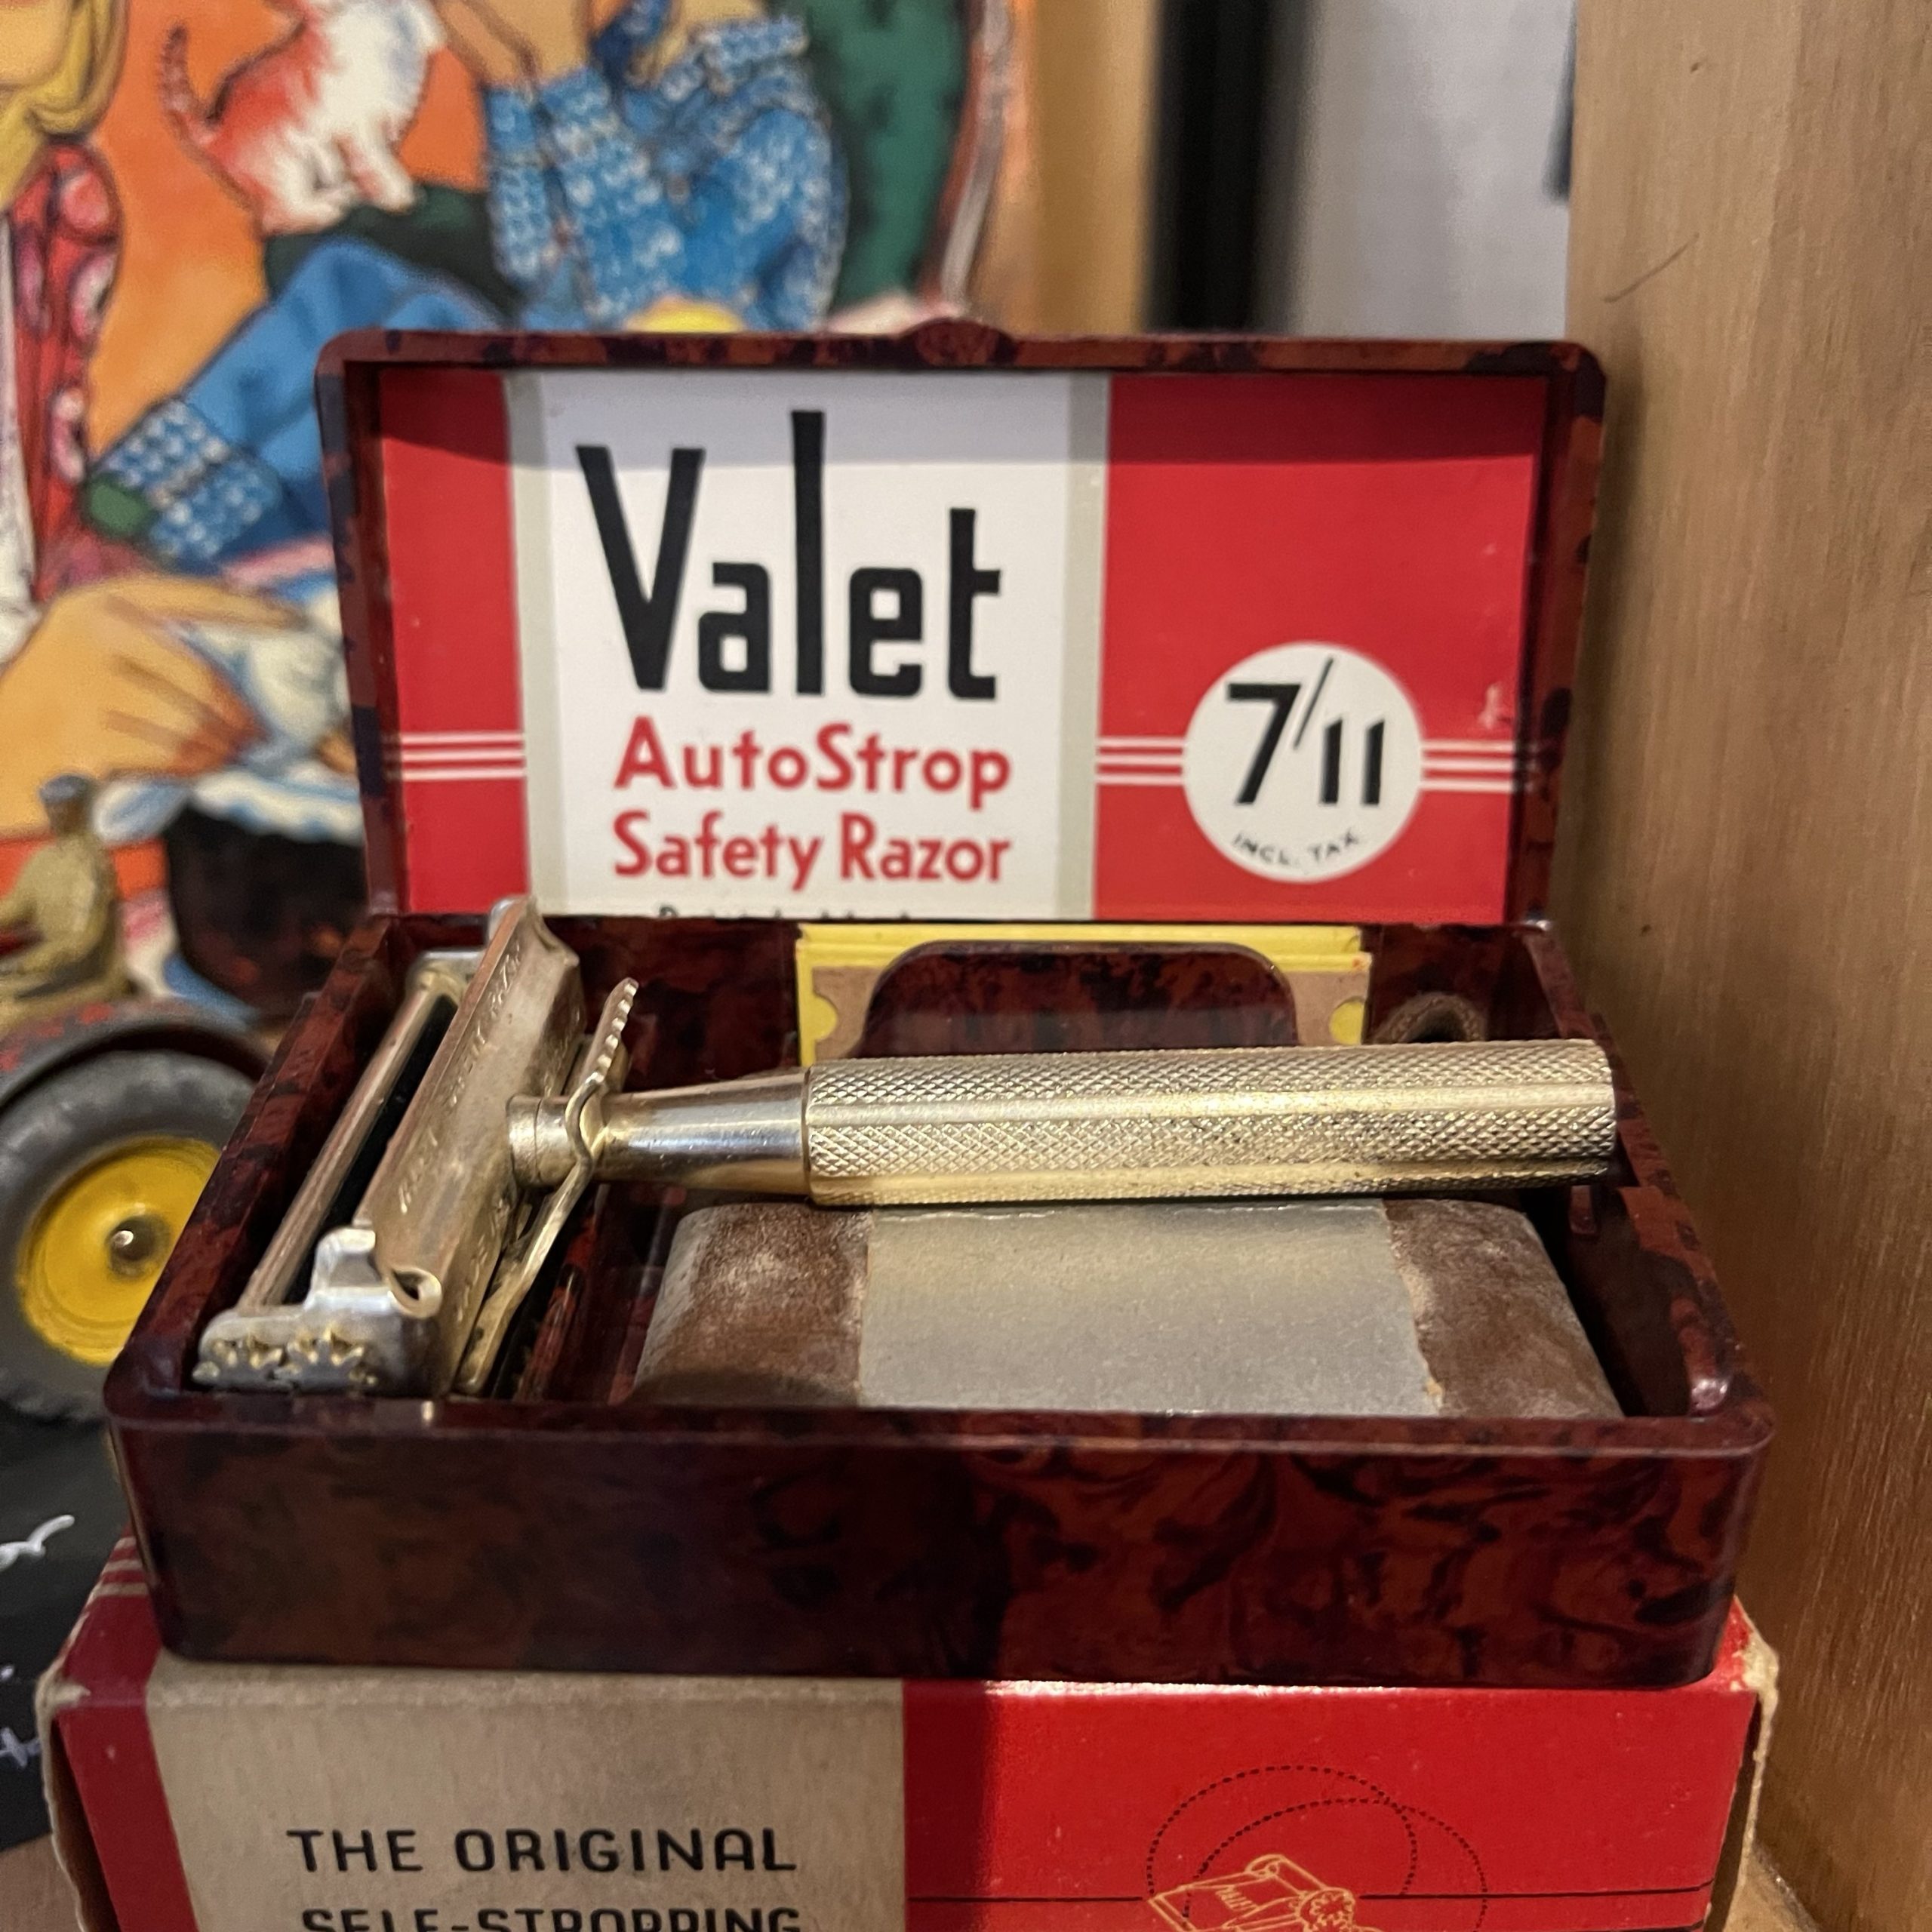 Valet
AutoStrop
Safety Razor
7/11
INCL. TAX
THE ORIGINAL
SELF-STROPPING